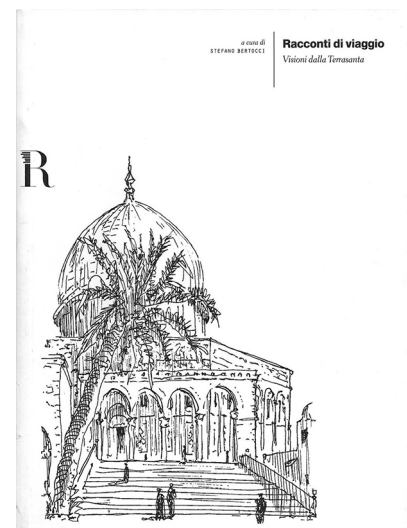 a cura di
STEFANO BERTOCCI
Racconti di viaggio
Visioni dalla Terrasanta
R